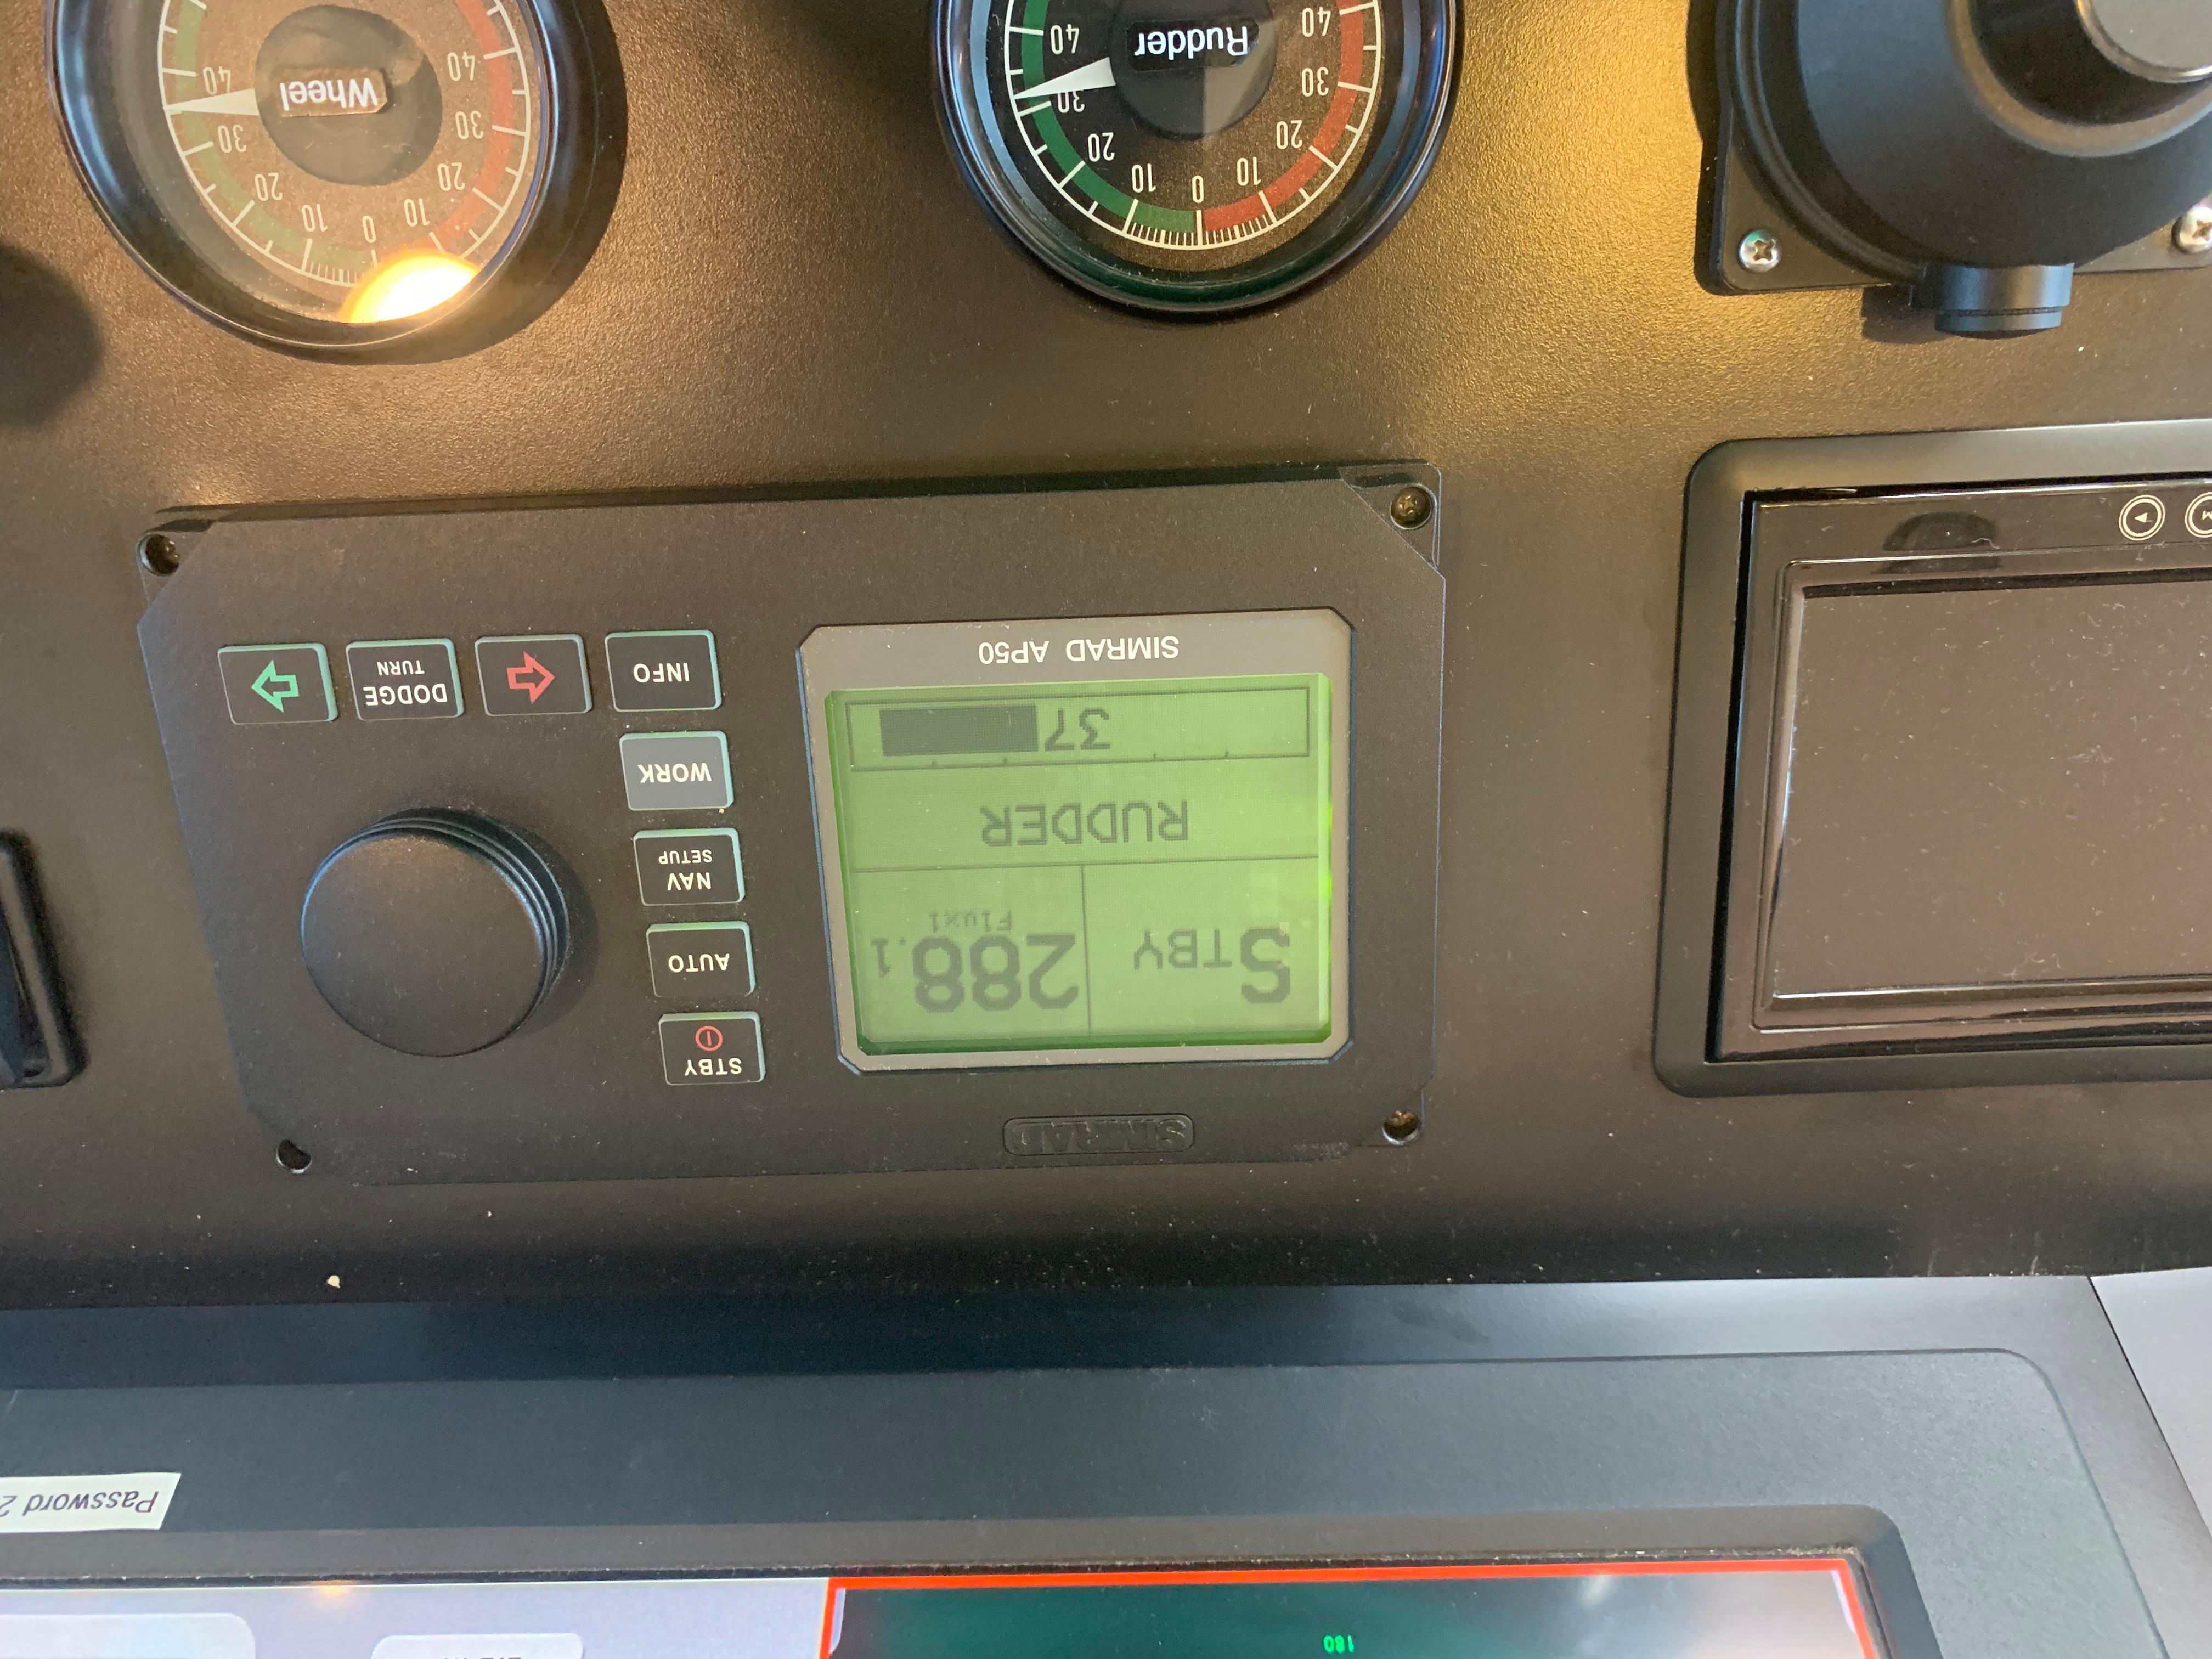 180
Password 2
SIMRAD
STBY
288.1
Flux1
RUDDER
37
SIMRAD AP50
STBY
AUTO
NAV
SETUP
WORK
INFO
DODGE
TURN
M
10 0 10
20 20
30 30
40 40
Rudder
10 0 10
20 20
30 30
40 40
Wheel